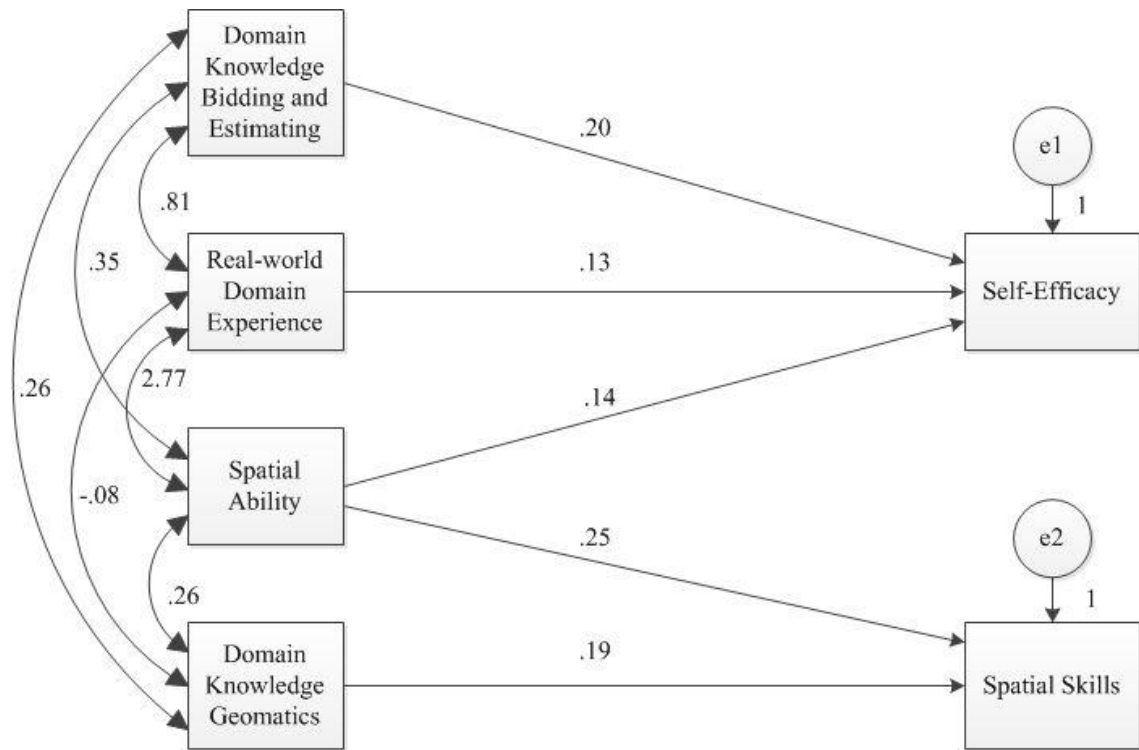 Domain
Knowledge
Bidding and
Estimating
.20
e1
1
.81
.35
Real-world
Domain
Experience
.13
Self-Efficacy
2.77
.26
.14
Spatial
Ability
-.08
.25
e2
1
.26
Domain
Knowledge
Geomatics
.19
Spatial Skills